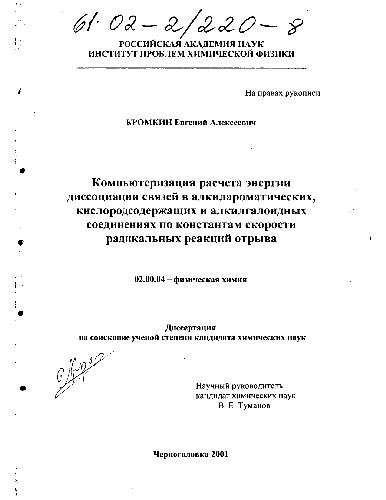 61 02-2/220-8
РОССИЙСКАЯ АКАДЕМИЯ НАУК
ИНСТИТУТ ПРОБЛЕМ ХИМИЧЕСКОЙ ФИЗИКИ
На правах рукописи
КРОМКИН Евгений Алексеевич
Компьютеризация расчета энергии
диссоциации связей в алкилароматических,
кислородсодержащих и алкилгалоидных
соединениях по константам скорости
радикальных реакций отрыва
02.00.04 – физическая химия
Диссертация
на соискание ученой степени кандидата химических наук
Научный руководитель
кандидат химических наук
В. Е. Туманов
Черноголовка 2001